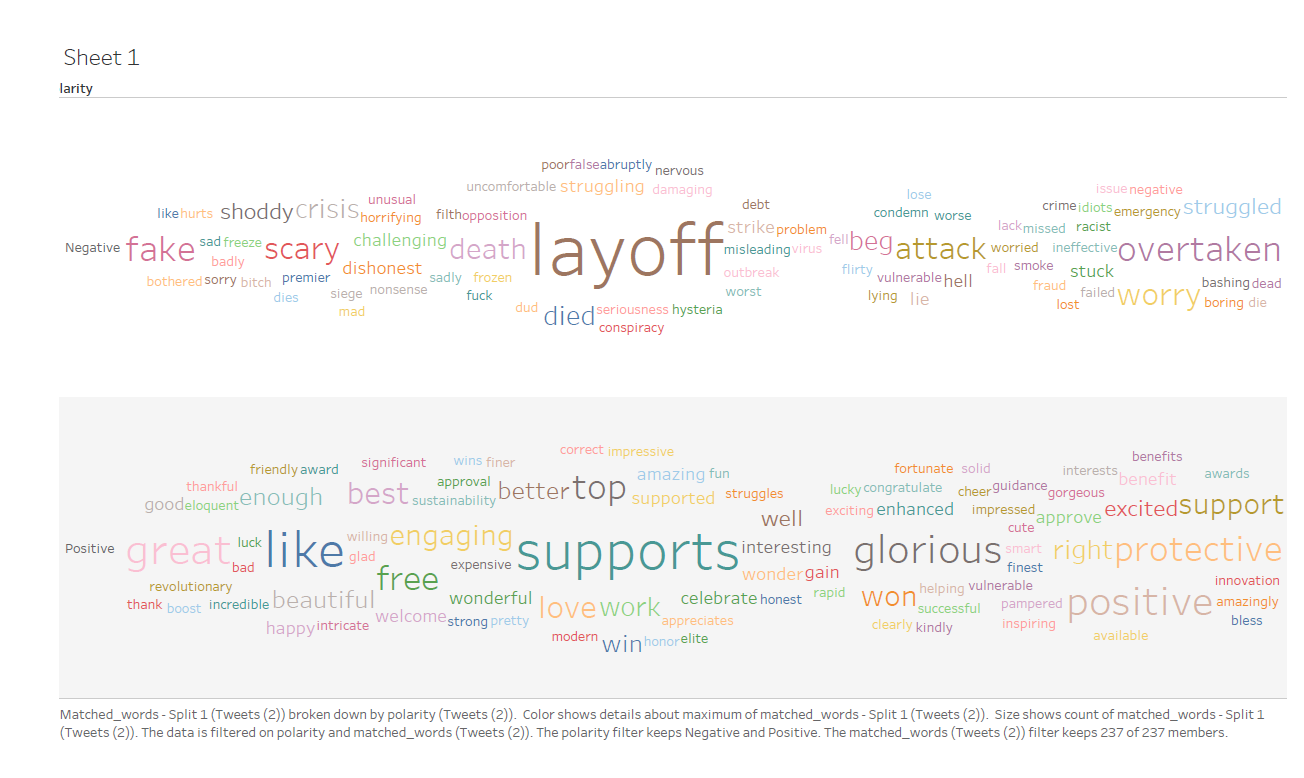 Sheet 1
larity
poor false abruptly nervous
uncomfortable struggling damaging
lose
issue negative
like hurts shoddy crisis unusual horrifying filth opposition
debt
condemn worse
crime idiots emergency struggled
strike problem
lack missed racist
Negative fake sad freeze scary challenging death layoff misleading virus fell beg attack worried ineffective overtaken
badly dishonest outbreak flirty fall smoke stuck
bothered sorry bitch premier sadly frozen worst vulnerable hell fraud failed worry bashing dead
dies siege nonsense fuck lying lie lost boring die
mad dud died seriousness hysteria
conspiracy
correct impressive
benefits
friendly award significant wins finer amazing fun fortunate solid interests awards
thankful approval better top supported struggles lucky congratulate cheer guidance gorgeous benefit
good eloquent enough best sustainability well exciting enhanced impressed approve excited support
cute
Positive great luck like willing engaging supports interesting glorious smart right protective
bad glad expensive wonder gain finest
revolutionary free rapid helping vulnerable innovation
thank boost incredible beautiful wonderful love work celebrate honest won successful pampered positive amazingly
happy intricate welcome strong pretty appreciates clearly kindly inspiring bless
modern win honor elite available
Matched_words - Split 1 (Tweets (2)) broken down by polarity (Tweets (2)).  Color shows details about maximum of matched_words - Split 1 (Tweets (2)).  Size shows count of matched_words - Split 1
(Tweets (2)). The data is filtered on polarity and matched_words (Tweets (2)). The polarity filter keeps Negative and Positive. The matched_words (Tweets (2)) filter keeps 237 of 237 members.